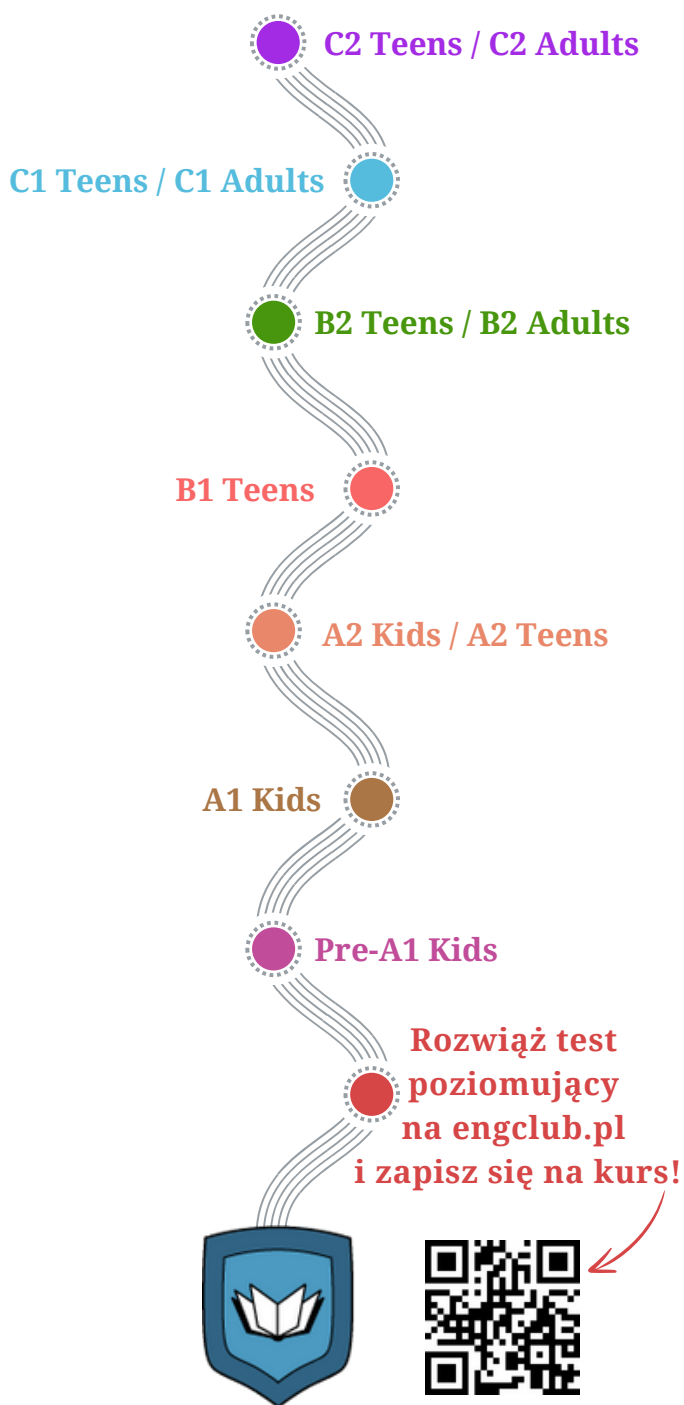 C2 Teens / C2 Adults
C1 Teens / C1 Adults
B2 Teens / B2 Adults
B1 Teens
A2 Kids / A2 Teens
A1 Kids
Pre-A1 Kids
Rozwiąż test
poziomujący
na engclub.pl
i zapisz się na kurs!